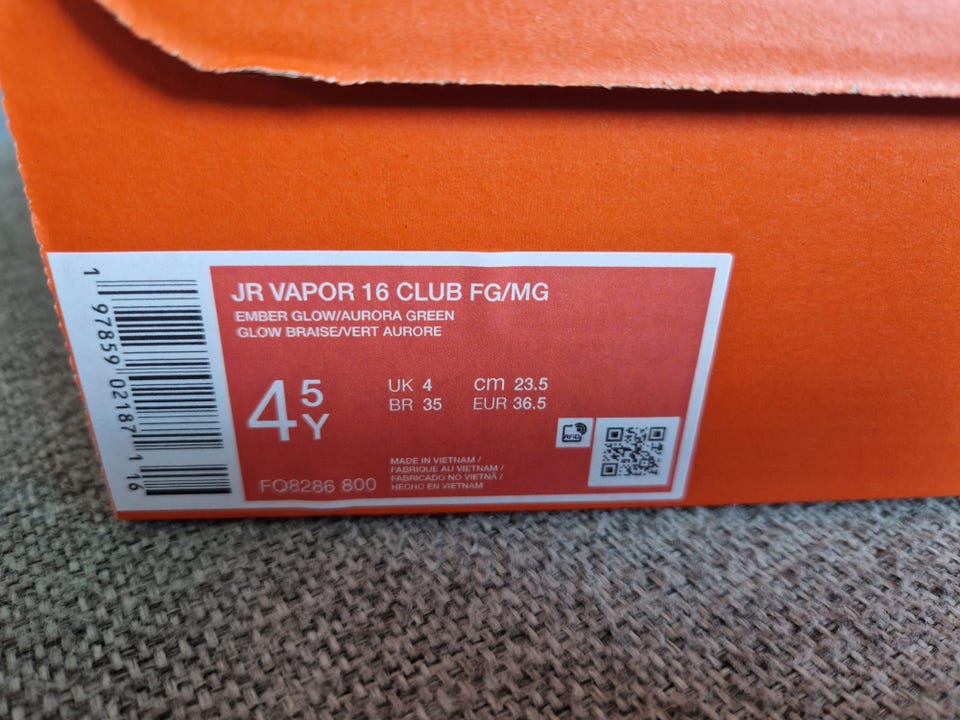 JR VAPOR 16 CLUB FG/MG
EMBER GLOW/AURORA GREEN
GLOW BRAISE/VERT AURORE
4 5 Y
UK 4 cm 23.5
BR 35 EUR 36.5
RFID
MADE IN VIETNAM /
FABRIQUE AU VIETNAM /
FABRICADO NO VIETNÃ /
HECHO EN VIETNAM
FQ8286 800
1 97859 02187 1 16